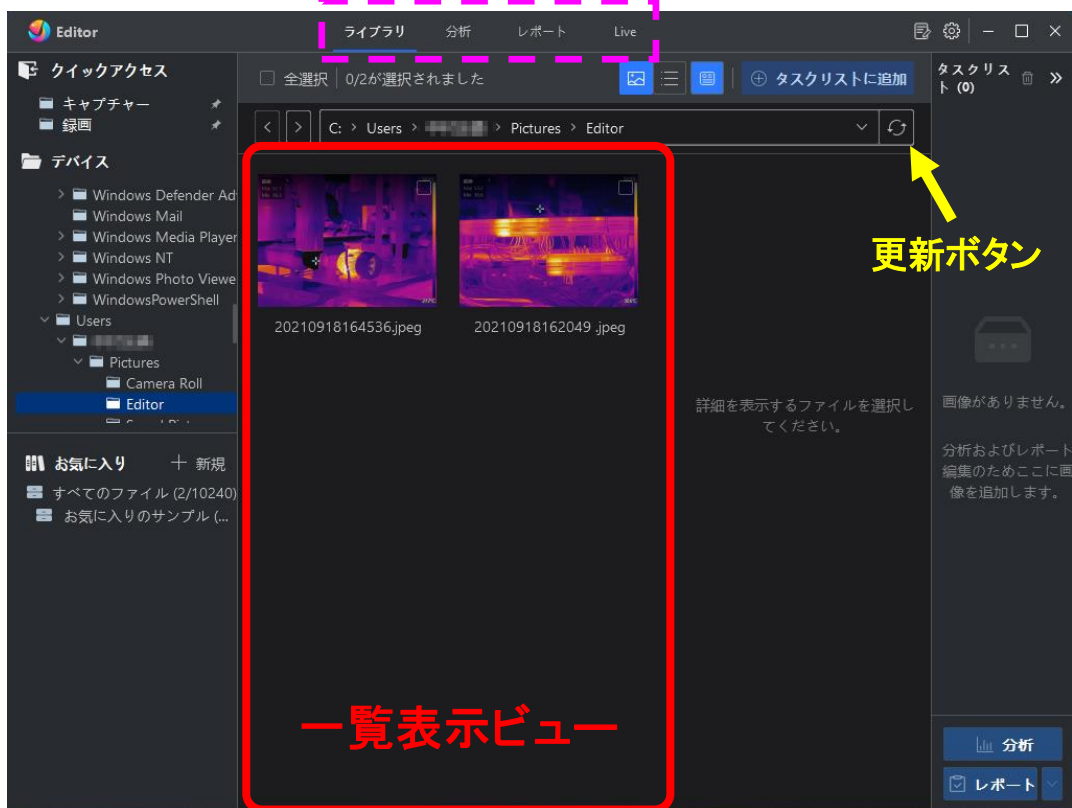 Editor
ライブラリ
分析
レポート
Live
クイックアクセス
キャプチャー
録画
デバイス
Windows Defender Ad
Windows Mail
Windows Media Player
Windows NT
Windows Photo Viewe
WindowsPowerShell
Users
Pictures
Camera Roll
Editor
お気に入り
新規
すべてのファイル (2/10240)
お気に入りのサンプル (...
全選択
0/2が選択されました
タスクリストに追加
C: > Users >
> Pictures > Editor
更新ボタン
20210918164536.jpeg
20210918162049 .jpeg
一覧表示ビュー
詳細を表示するファイルを選択し
てください。
タスクリス
ト (0)
画像がありません。
分析およびレポート
編集のためここに画
像を追加します。
分析
レポート